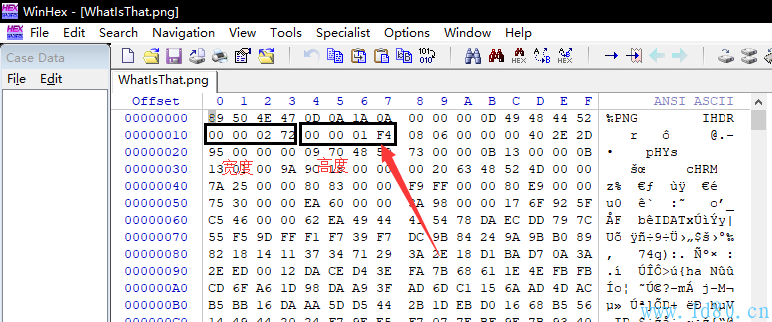 WinHex - [WhatIsThat.png]
File Edit Search Navigation View Tools Specialist Options Window Help
Case Data
File Edit
WhatIsThat.png
Offset 0 1 2 3 4 5 6 7 8 9 A B C D E F ANSI ASCII
00000000 89 50 4E 47 0D 0A 1A 0A 00 00 00 0D 49 48 44 52 ‰PNG IHDR
00000010 00 00 02 72 00 00 01 F4 08 06 00 00 00 40 2E 2D r ô @.-
00000020 95 00 00 00 09 70 48 73 00 00 0B 13 00 00 0B • pHYs
宽度 高度
00000030 13 00 9A 00 00 00 20 63 48 52 4D 00 00 šœ cHRM
00000040 7A 25 00 00 80 83 00 00 F9 FF 00 00 80 E9 00 00 z% €ƒ ùÿ €é
00000050 75 30 00 00 EA 60 00 00 98 00 00 17 6F 92 5F u0 ê` :˜ o’_
00000060 C5 46 00 00 62 EA 49 44 54 78 DA EC DD 79 7C ÅF bêIDATxÚìÝy|
00000070 55 F5 9D FF F1 F7 39 F7 DC 9B 84 24 9A 9B B0 89
00000080 82 18 14 11 37 34 71 29 3A 2E 18 D1 BA D7 0A 3A
00000090 2E ED 00 12 DA CE D4 3E FA 7B 68 61 1E 4E FB FB
000000A0 CD 6F A6 1D 98 DA A9 3F AD 6D C1 15 6A AD 4D AC
000000B0 B5 BB 16 DA AA 5D D5 44 2B 1D EB D0 16 68 B5 56
www.1day.cn